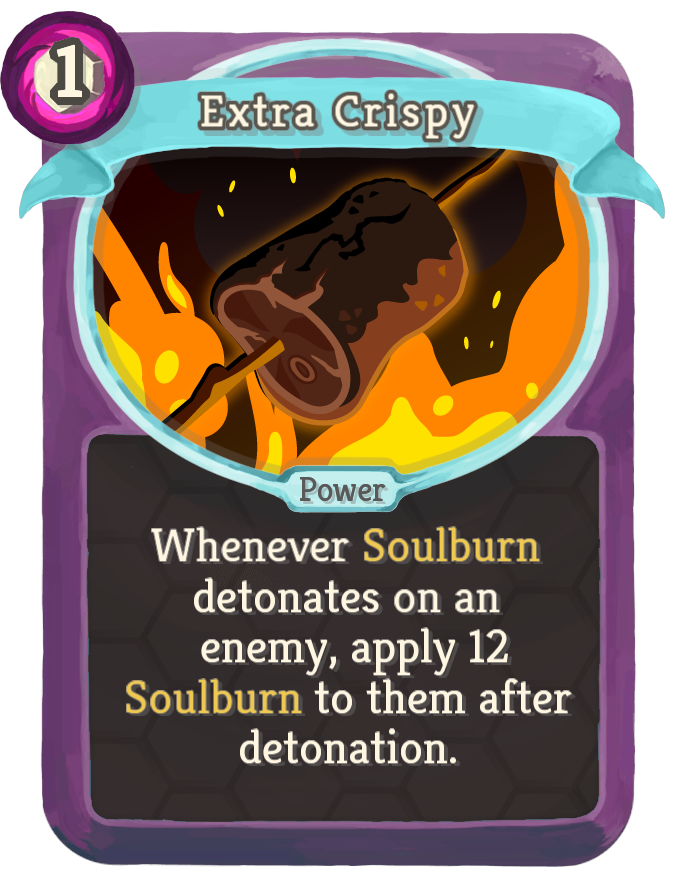 1
Extra Crispy
Power
Whenever Soulburn
detonates on an
enemy, apply 12
Soulburn to them after
detonation.